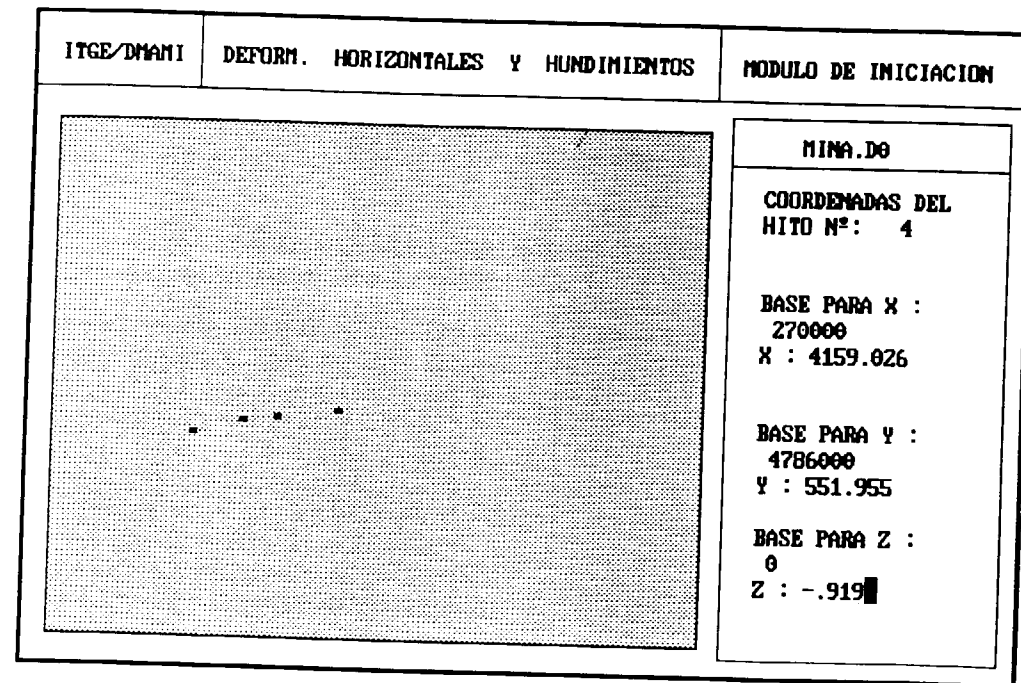 ITGE/DMAMI
DEFORM. HORIZONTALES Y HUNDIMIENTOS
MODULO DE INICIACION
MINA.D0
COORDENADAS DEL
HITO Nº: 4
BASE PARA X :
270000
X : 4159.026
BASE PARA Y :
4786000
Y : 551.955
BASE PARA Z :
0
Z : -.919